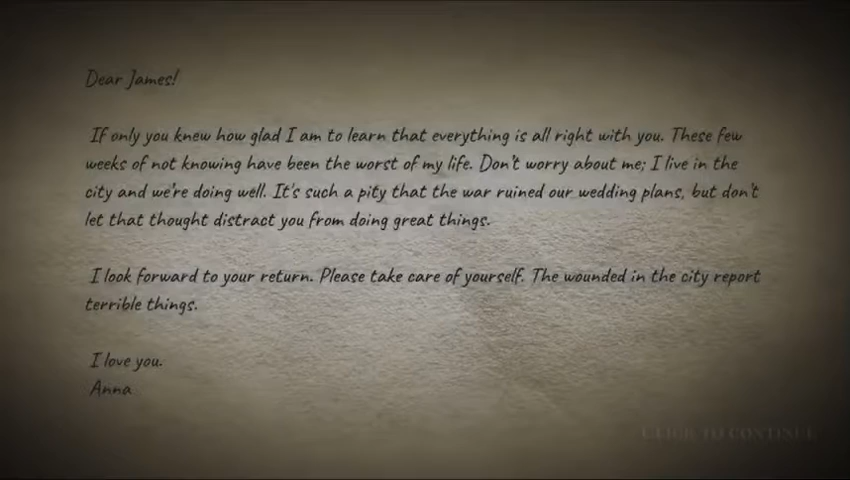 Dear James!
If only you knew how glad I am to learn that everything is all right with you. These few
weeks of not knowing have been the worst of my life. Don't worry about me; I live in the
city and we're doing well. It's such a pity that the war ruined our wedding plans, but don't
let that thought distract you from doing great things.
I look forward to your return. Please take care of yourself. The wounded in the city report
terrible things.
I love you.
Anna
CLICK TO CONTINUE